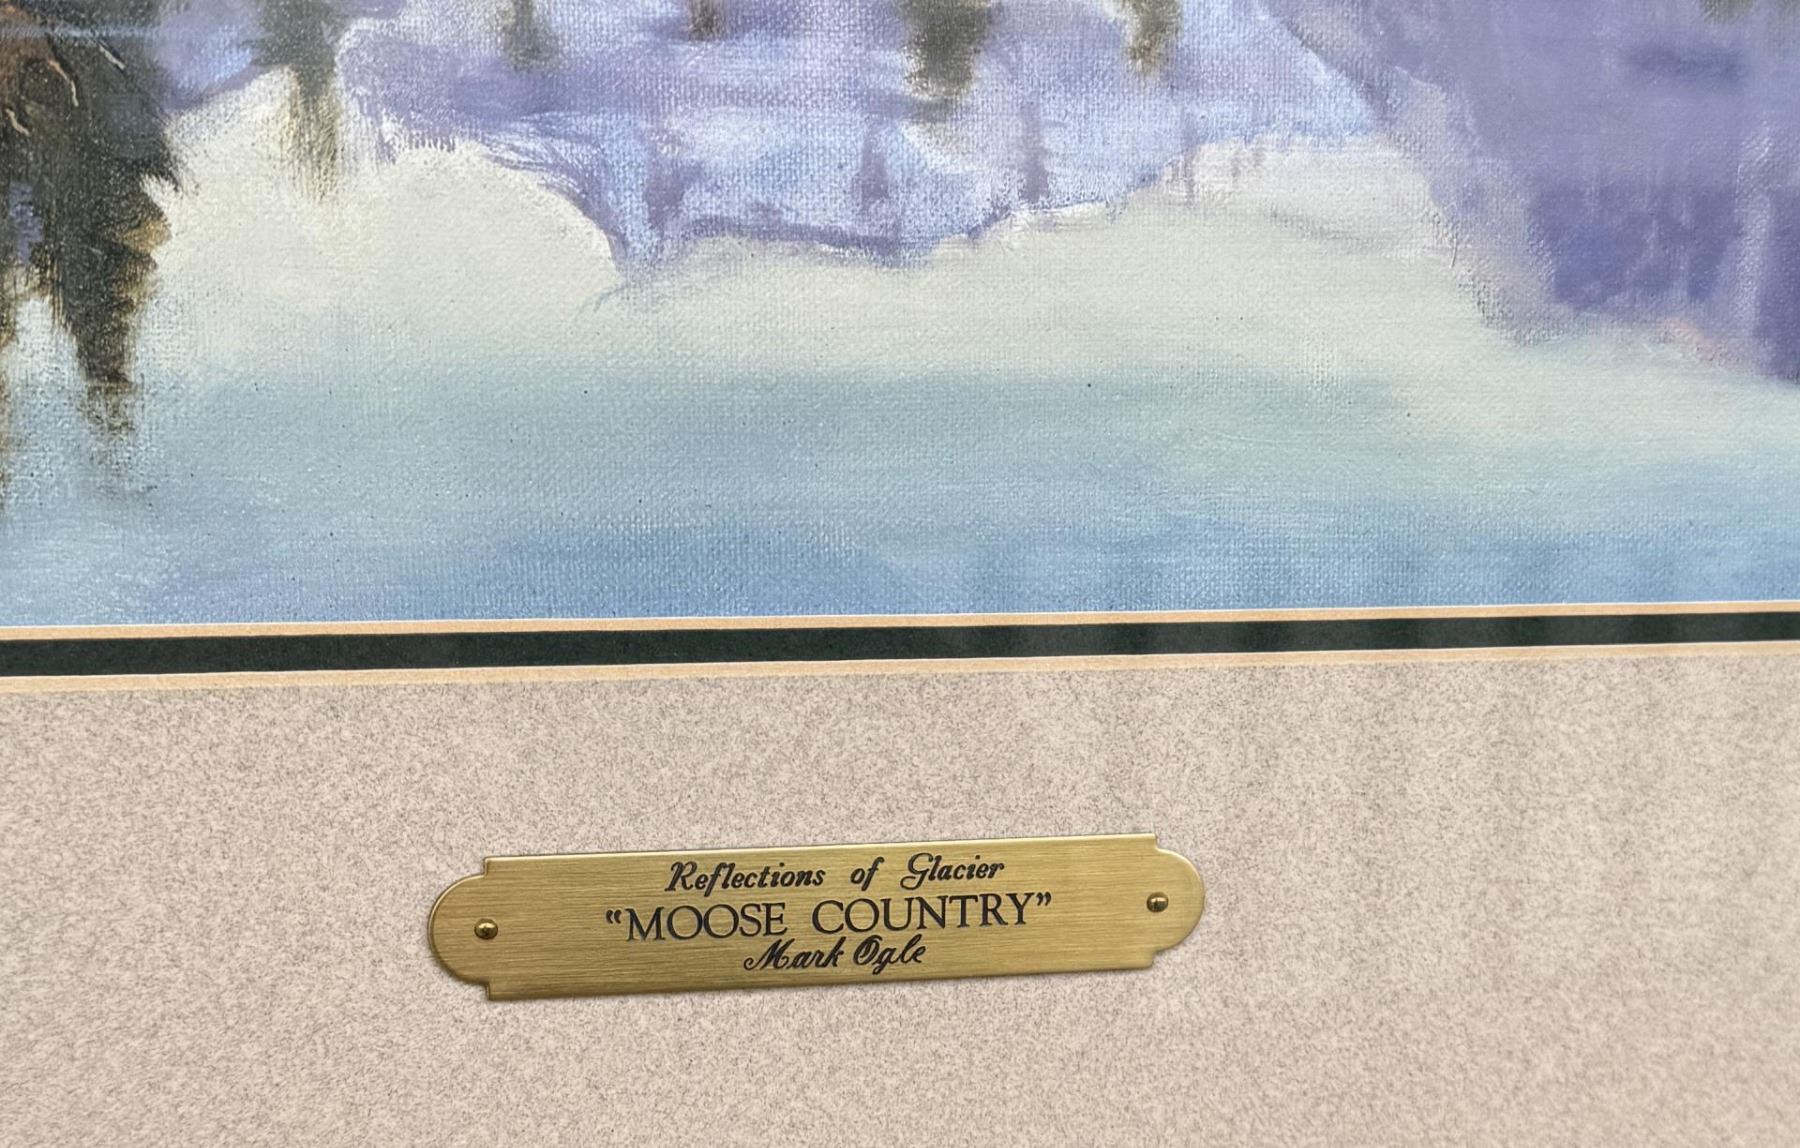 Reflections of Glacier
“MOOSE COUNTRY”
Mark Ogle